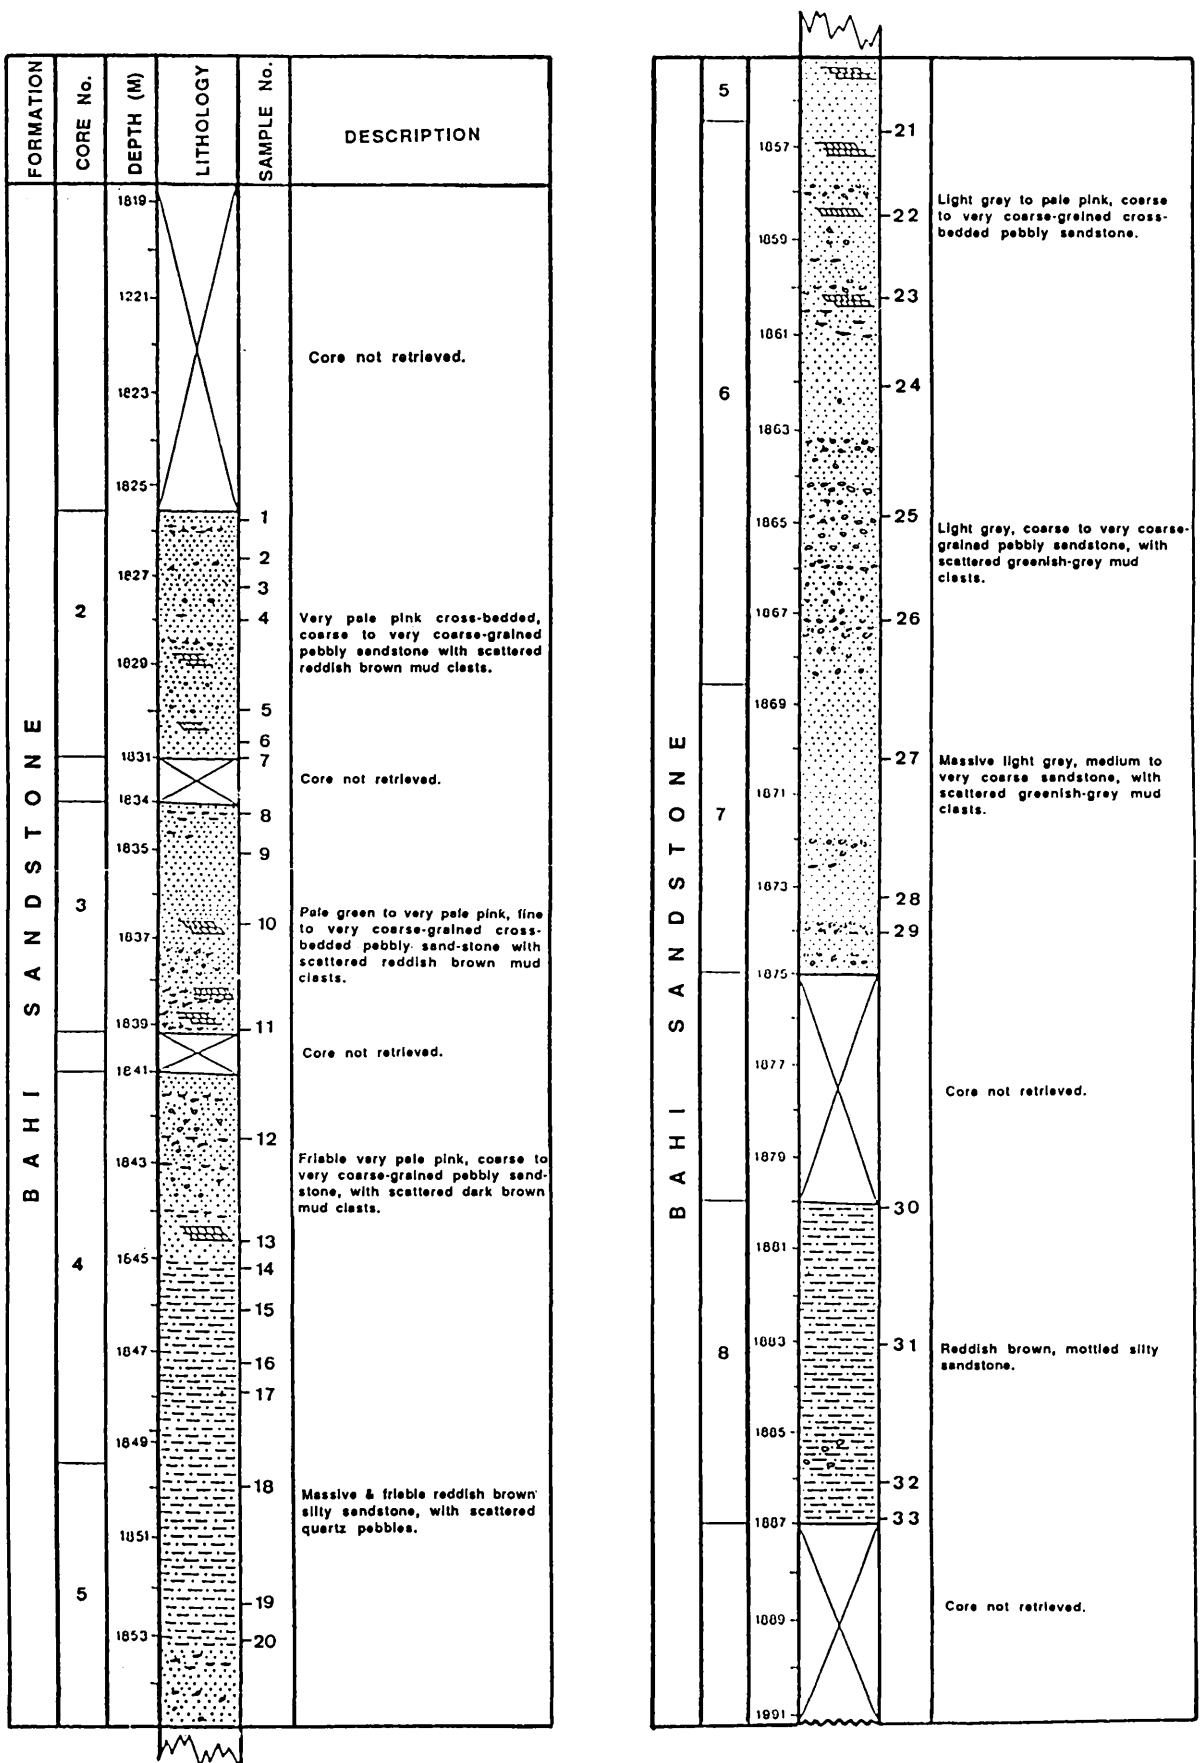 FORMATION
CORE No.
DEPTH (M)
LITHOLOGY
SAMPLE No.
DESCRIPTION
BAHI SANDSTONE
1819
1221
1823
1825
Core not retrieved.
2
1827
1829
1831
1
2
3
4
5
6
7
Very pale pink cross-bedded,
coarse to very coarse-grained
pebbly sandstone with scattered
reddish brown mud clasts.
Core not retrieved.
1834
3
1835
1837
1839
8
9
10
11
Pale green to very pale pink, fine
to very coarse-grained cross-
bedded pebbly sand-stone with
scattered reddish brown mud
clasts.
Core not retrieved.
1841
4
1843
1645
1847
1849
12
13
14
15
16
17
Friable very pale pink, coarse to
very coarse-grained pebbly sand-
stone, with scattered dark brown
mud clasts.
5
1851
1853
18
19
20
Massive & friable reddish brown
silty sandstone, with scattered
quartz pebbles.
BAHI SANDSTONE
5
6
1857
1859
1861
1863
1865
1867
21
22
23
24
25
26
Light grey to pale pink, coarse
to very coarse-grained cross-
bedded pebbly sandstone.
Light grey, coarse to very coarse-
grained pebbly sandstone, with
scattered greenish-grey mud
clasts.
7
1869
1871
1873
1875
27
28
29
Massive light grey, medium to
very coarse sandstone, with
scattered greenish-grey mud
clasts.
1877
1879
Core not retrieved.
8
1881
1883
1885
1887
30
31
32
33
Reddish brown, mottled silty
sandstone.
1889
1991
Core not retrieved.